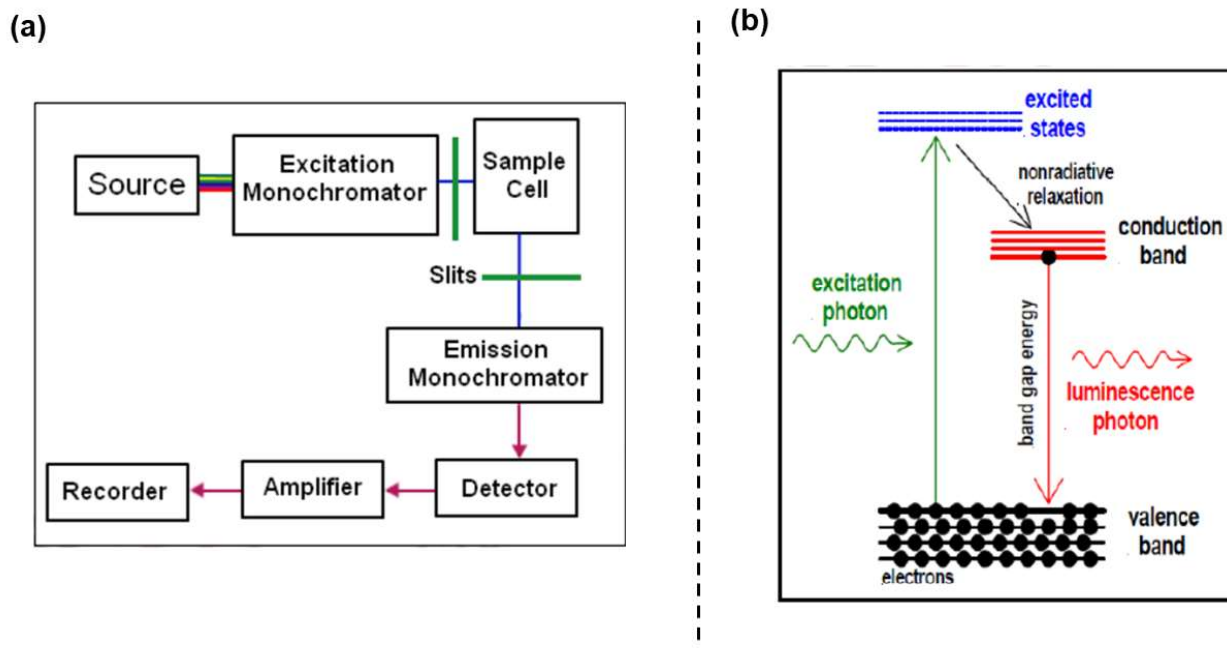 (a)
Source
Excitation
Monochromator
Sample
Cell
Slits
Emission
Monochromator
Recorder
Amplifier
Detector
(b)
excited
states
nonradiative
relaxation
conduction
band
excitation
photon
band gap energy
luminescence
photon
valence
band
electrons